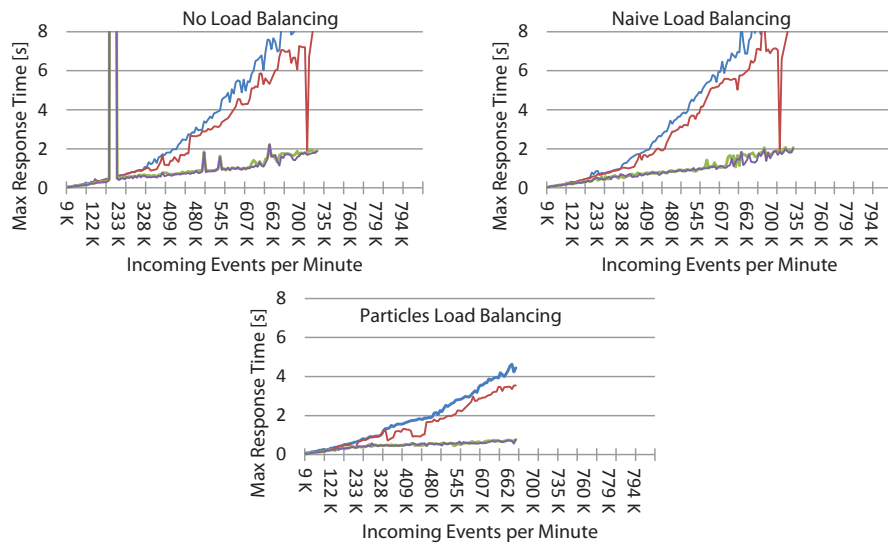 No Load Balancing
Max Response Time [s]
8
6
4
2
0
9 K
122 K
233 K
328 K
409 K
480 K
545 K
607 K
662 K
700 K
735 K
760 K
779 K
794 K
Incoming Events per Minute
Naive Load Balancing
Max Response Time [s]
8
6
4
2
0
9 K
122 K
233 K
328 K
409 K
480 K
545 K
607 K
662 K
700 K
735 K
760 K
779 K
794 K
Incoming Events per Minute
Particles Load Balancing
Max Response Time [s]
8
6
4
2
0
9 K
122 K
233 K
328 K
409 K
480 K
545 K
607 K
662 K
700 K
735 K
760 K
779 K
794 K
Incoming Events per Minute